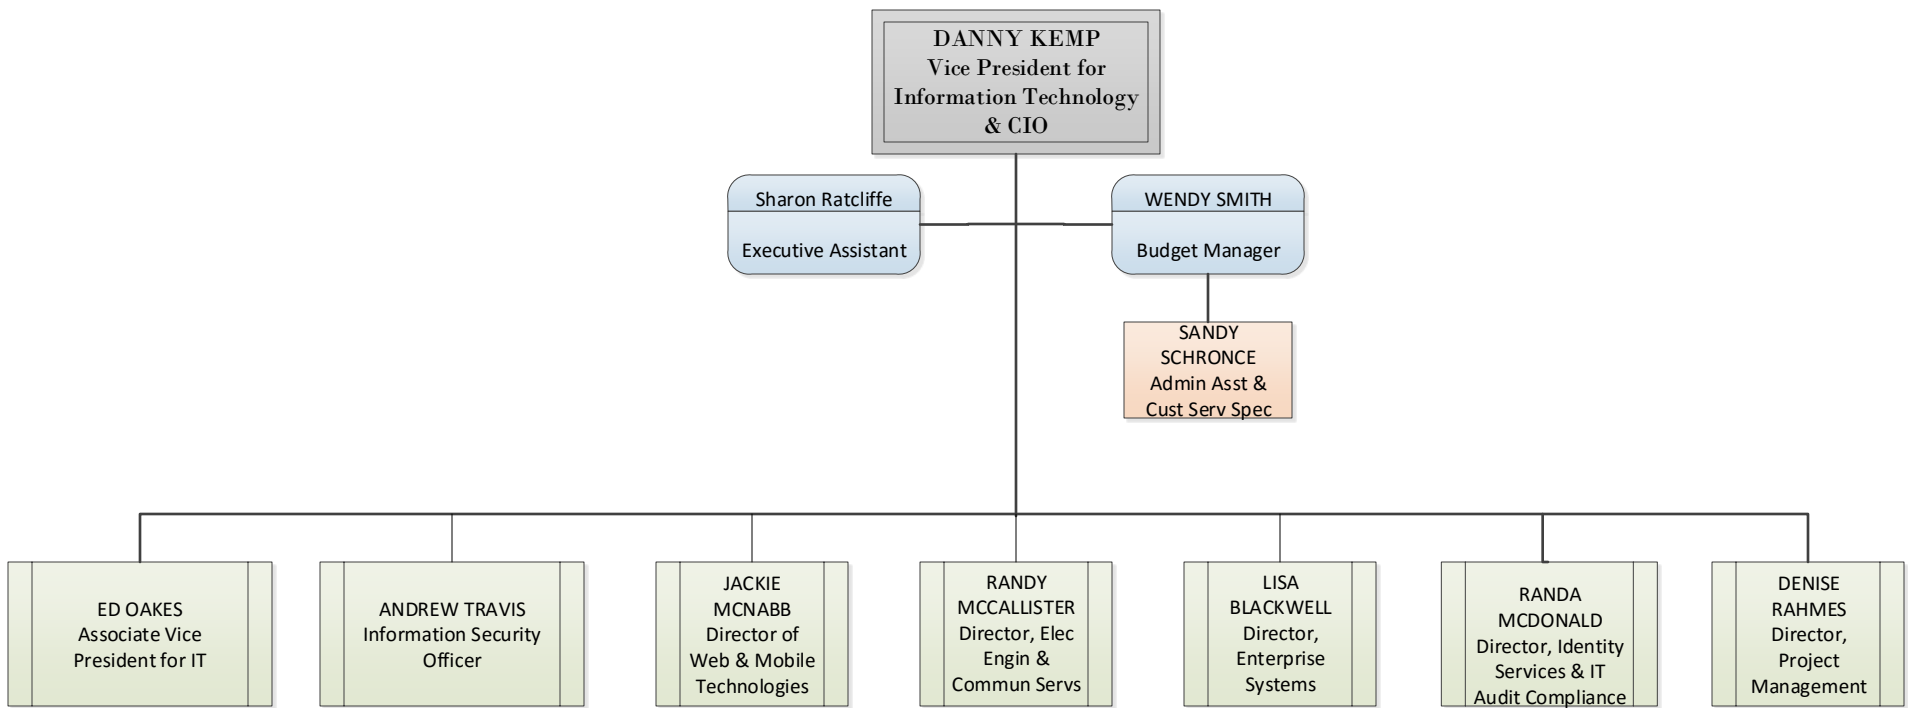 DANNY KEMP
Vice President for
Information Technology
& CIO
Sharon Ratcliffe
Executive Assistant
WENDY SMITH
Budget Manager
SANDY
SCHRONCE
Admin Asst &
Cust Serv Spec
ED OAKES
Associate Vice
President for IT
ANDREW TRAVIS
Information Security
Officer
JACKIE
MCNABB
Director of
Web & Mobile
Technologies
RANDY
MCCALLISTER
Director, Elec
Engin &
Commun Servs
LISA
BLACKWELL
Director,
Enterprise
Systems
RANDA
MCDONALD
Director, Identity
Services & IT
Audit Compliance
DENISE
RAHMES
Director,
Project
Management